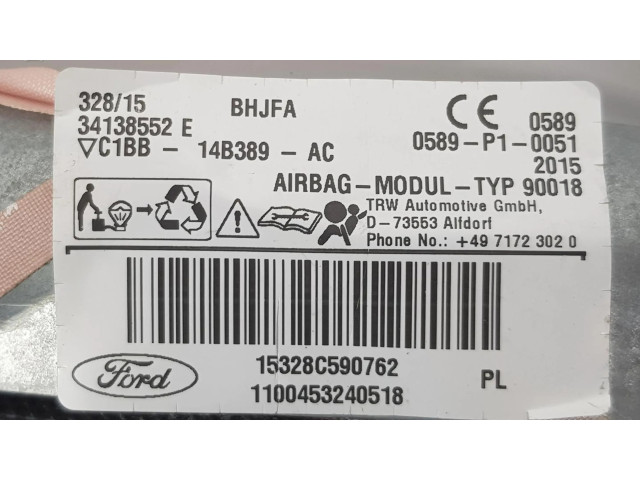 328/15 BHJFA
34138552 E
▽C1BB - 14B389 - AC
CE 0589
0589-P1-0051
2015
AIRBAG-MODUL-TYP 90018
TRW Automotive GmbH,
D-73553 Alfdorf
Phone No.: +49 7172 302 0
15328C590762
1100453240518
PL
Ford